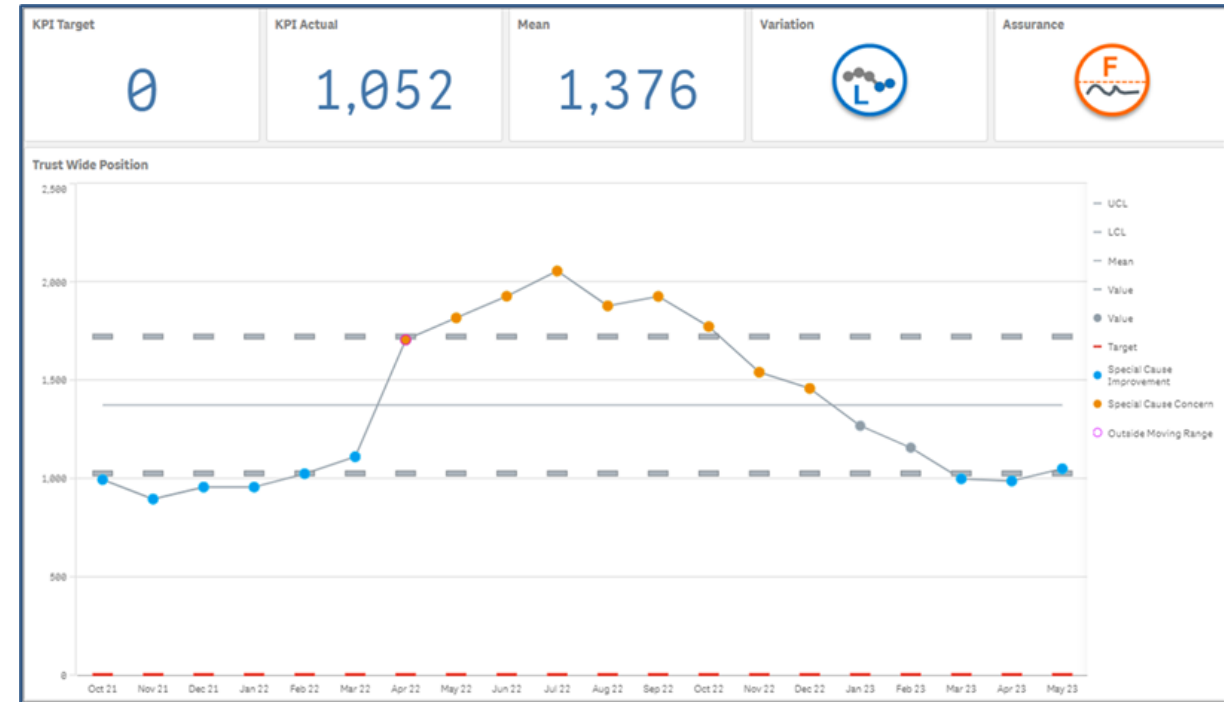 KPI Target
KPI Actual
Mean
Variation
Assurance
0
1,052
1,376
L
F
Trust Wide Position
2,500
2,000
1,500
1,000
500
0
Oct 21 Nov 21 Dec 21 Jan 22 Feb 22 Mar 22 Apr 22 May 22 Jun 22 Jul 22 Aug 22 Sep 22 Oct 22 Nov 22 Dec 22 Jan 23 Feb 23 Mar 23 Apr 23 May 23
UCL
LCL
Mean
Value
Value
Target
Special Cause
Improvement
Special Cause Concern
Outside Moving Range